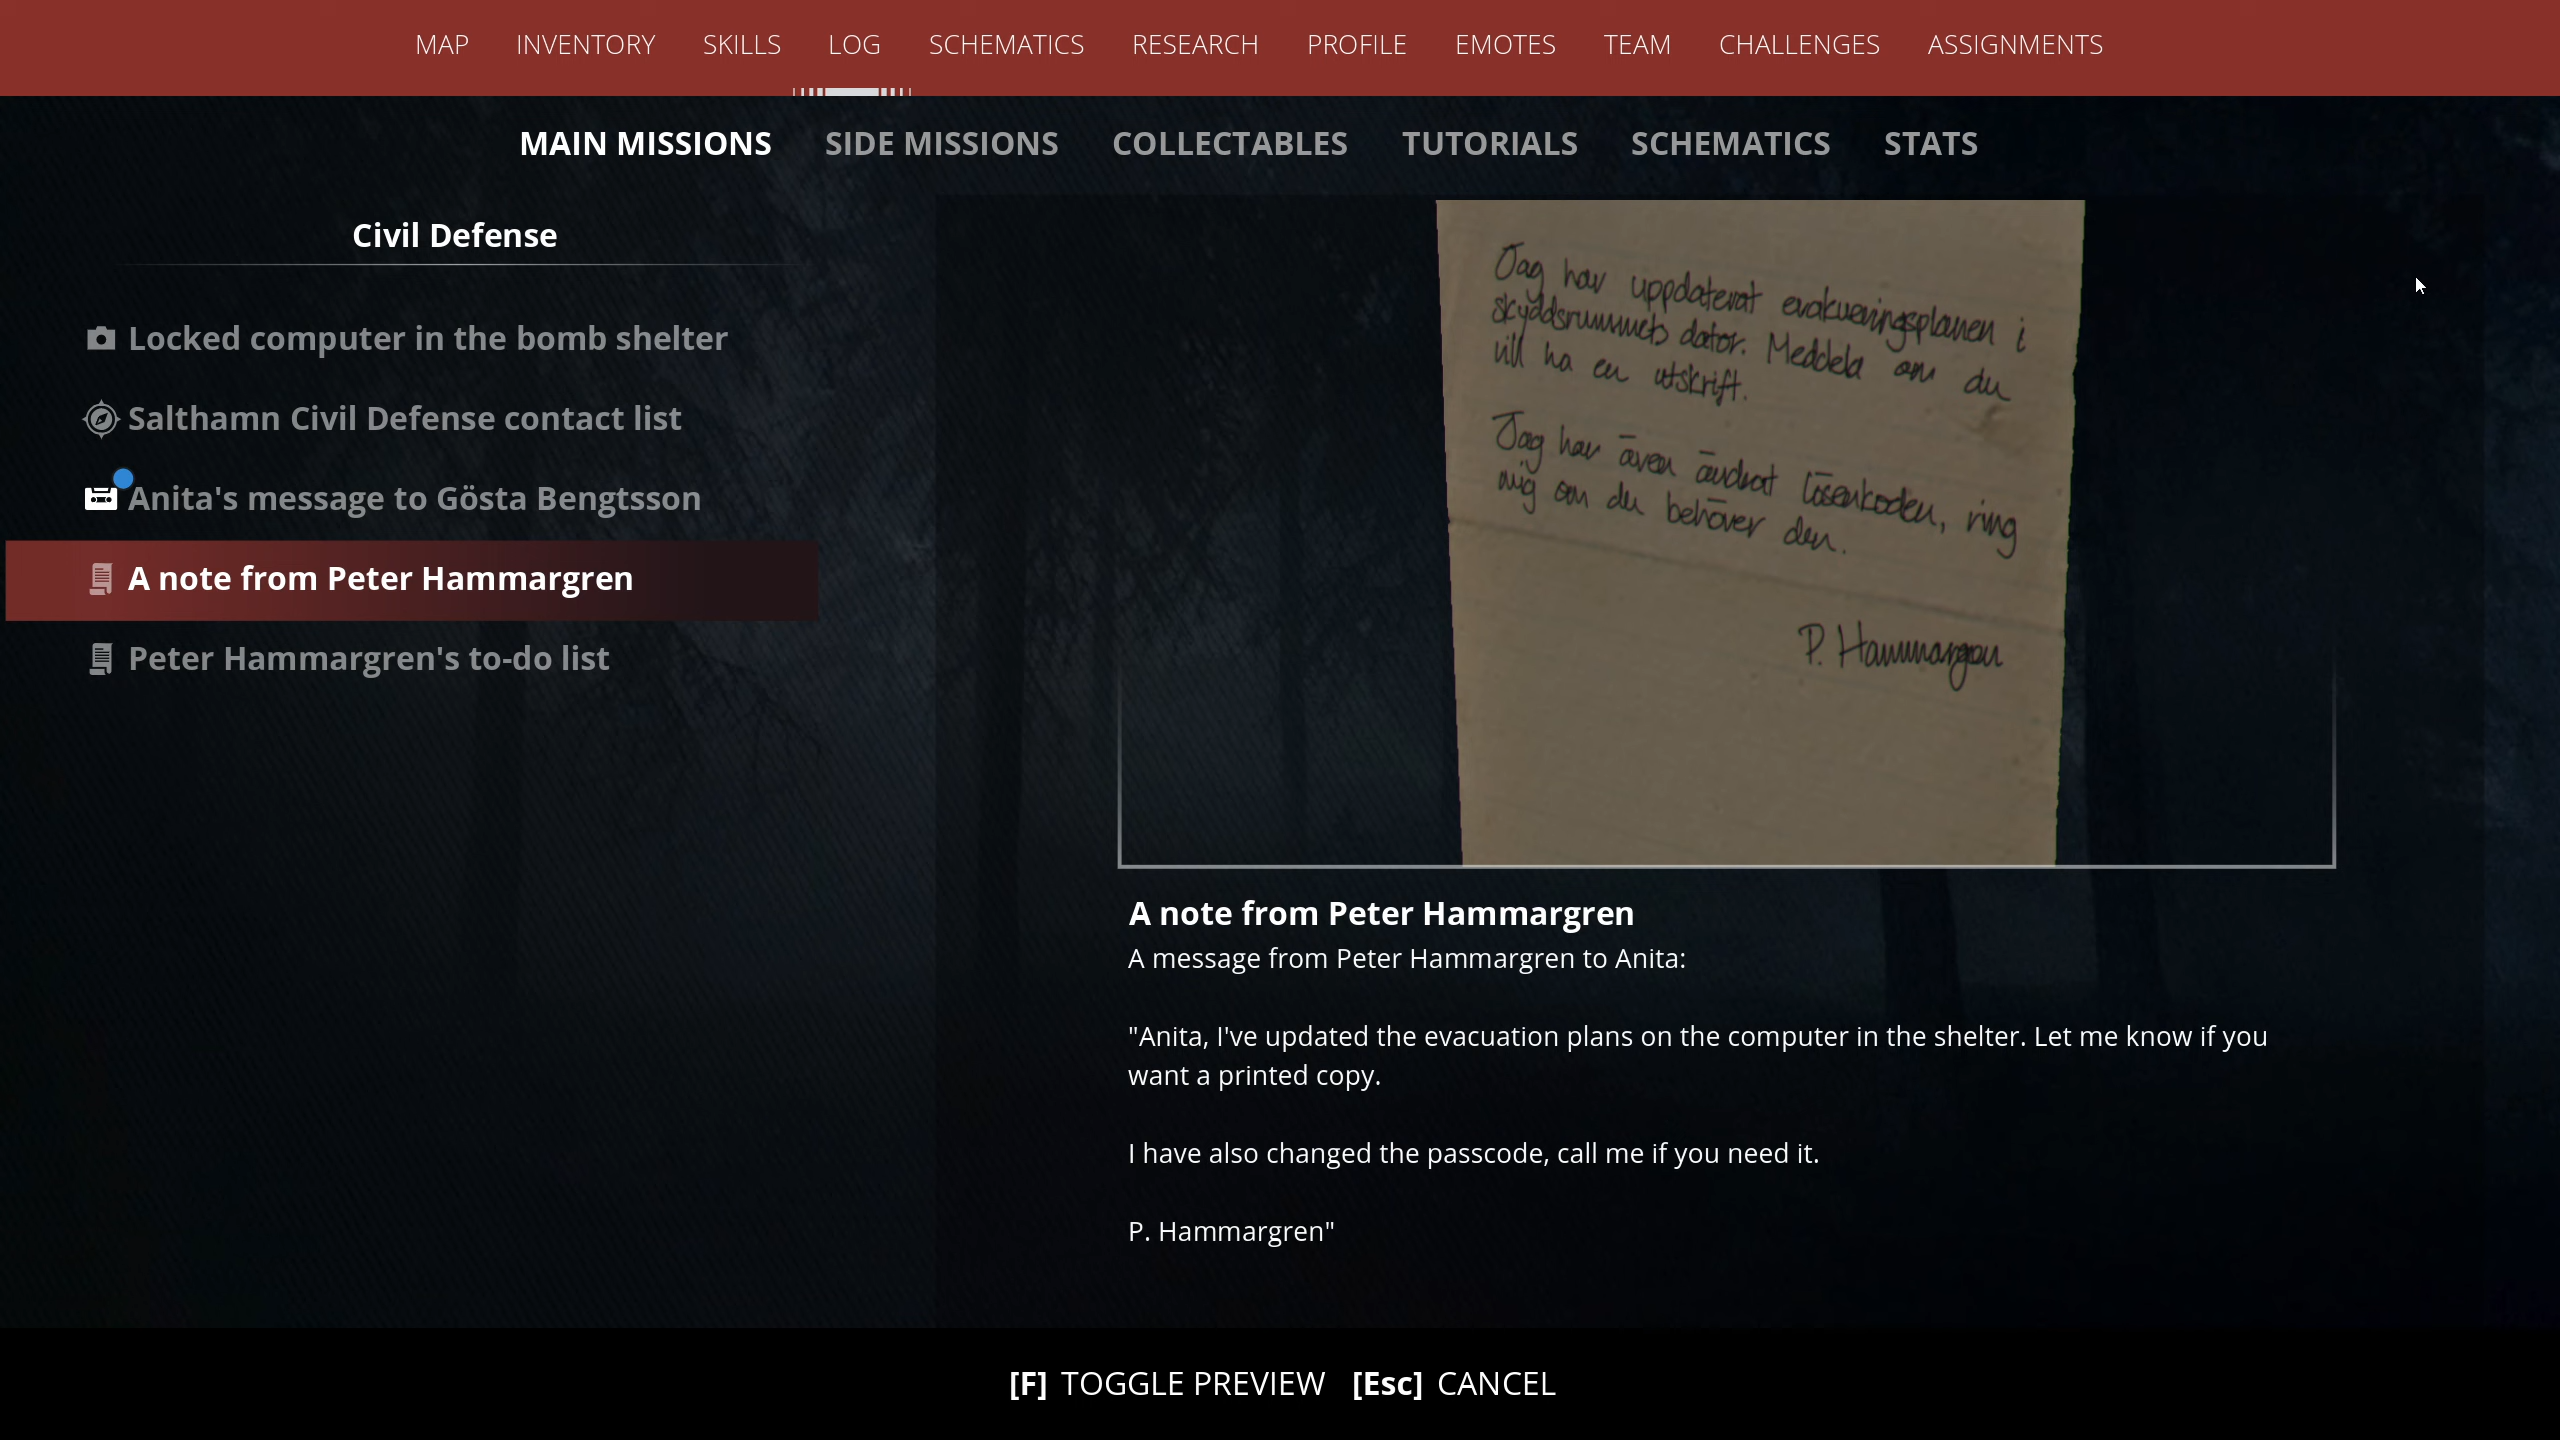 MAP INVENTORY SKILLS LOG SCHEMATICS RESEARCH PROFILE EMOTES TEAM CHALLENGES ASSIGNMENTS
MAIN MISSIONS SIDE MISSIONS COLLECTABLES TUTORIALS SCHEMATICS STATS
Civil Defense
Locked computer in the bomb shelter
Salthamn Civil Defense contact list
Anita's message to Gösta Bengtsson
A note from Peter Hammargren
Peter Hammargren's to-do list
Jag har uppdaterat evakueringsplanen i
skyddsrummets dator. Meddela om du
vill ha en utskrift.
Jag har även ändrat lösenkoden, ring
mig om du behöver den.
P. Hammargren
A note from Peter Hammargren
A message from Peter Hammargren to Anita:
"Anita, I've updated the evacuation plans on the computer in the shelter. Let me know if you
want a printed copy.
I have also changed the passcode, call me if you need it.
P. Hammargren"
[F] TOGGLE PREVIEW [Esc] CANCEL